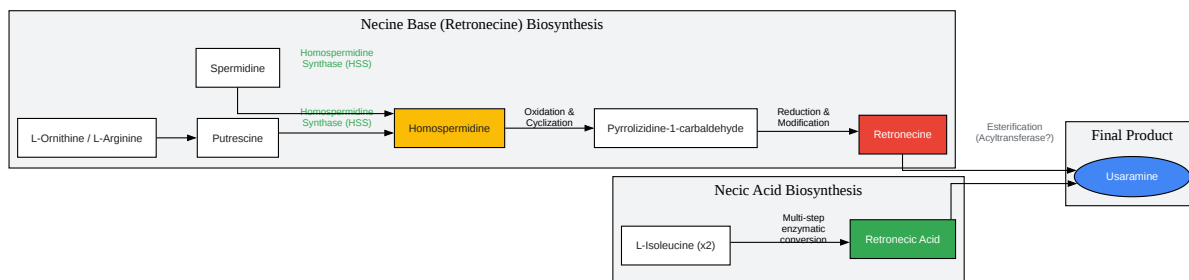 Necine Base (Retronecine) Biosynthesis
Spermidine
Homospermidine
Synthase (HSS)
L-Ornithine / L-Arginine
Putrescine
Homospermidine
Synthase (HSS)
Homospermidine
Oxidation &
Cyclization
Pyrrolizidine-1-carbaldehyde
Reduction &
Modification
Retronecine
Esterification
(Acyltransferase?)
Final Product
Usaramine
Necic Acid Biosynthesis
L-Isoleucine (x2)
Multi-step
enzymatic
conversion
Retronecic Acid